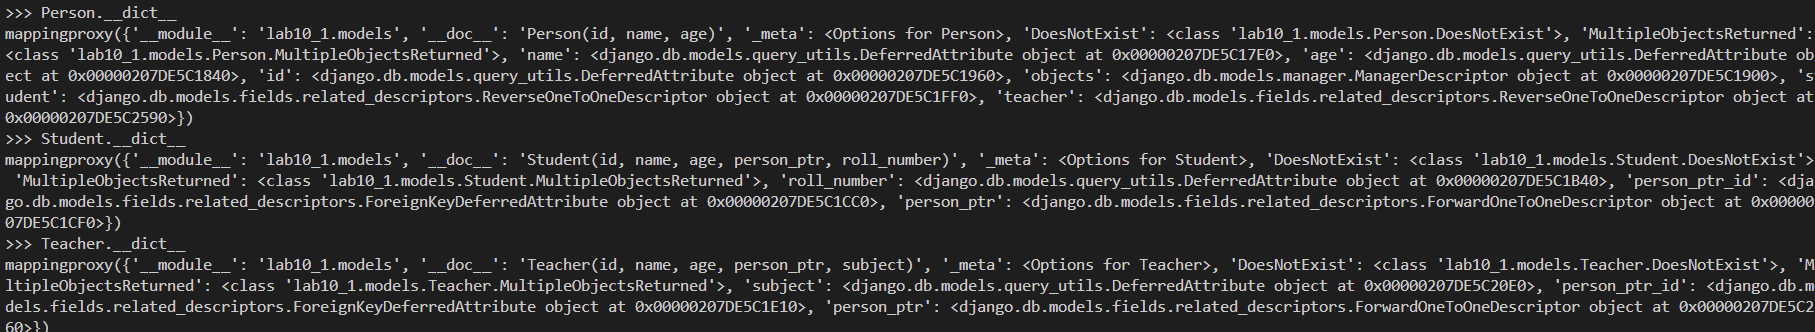 >>> Person.__dict__
mappingproxy({'__module__': 'lab10_1.models', '__doc__': 'Person(id, name, age)', '_meta': <Options for Person>, 'DoesNotExist': <class 'lab10_1.models.Person.DoesNotExist'>, 'MultipleObjectsReturned':
<class 'lab10_1.models.Person.MultipleObjectsReturned'>, 'name': <django.db.models.query_utils.DeferredAttribute object at 0x00000207DE5C17E0>, 'age': <django.db.models.query_utils.DeferredAttribute ob
ect at 0x00000207DE5C1840>, 'id': <django.db.models.query_utils.DeferredAttribute object at 0x00000207DE5C1960>, 'objects': <django.db.models.manager.ManagerDescriptor object at 0x00000207DE5C1900>, 's
udent': <django.db.models.fields.related_descriptors.ReverseOneToOneDescriptor object at 0x00000207DE5C1FF0>, 'teacher': <django.db.models.fields.related_descriptors.ReverseOneToOneDescriptor object at
0x00000207DE5C2590>})
>>> Student.__dict__
mappingproxy({'__module__': 'lab10_1.models', '__doc__': 'Student(id, name, age, person_ptr, roll_number)', '_meta': <Options for Student>, 'DoesNotExist': <class 'lab10_1.models.Student.DoesNotExist'>
'MultipleObjectsReturned': <class 'lab10_1.models.Student.MultipleObjectsReturned'>, 'roll_number': <django.db.models.query_utils.DeferredAttribute object at 0x00000207DE5C1B40>, 'person_ptr_id': <dja
go.db.models.fields.related_descriptors.ForeignKeyDeferredAttribute object at 0x00000207DE5C1CC0>, 'person_ptr': <django.db.models.fields.related_descriptors.ForwardOneToOneDescriptor object at 0x00000
07DE5C1CF0>})
>>> Teacher.__dict__
mappingproxy({'__module__': 'lab10_1.models', '__doc__': 'Teacher(id, name, age, person_ptr, subject)', '_meta': <Options for Teacher>, 'DoesNotExist': <class 'lab10_1.models.Teacher.DoesNotExist'>, 'M
ltipleObjectsReturned': <class 'lab10_1.models.Teacher.MultipleObjectsReturned'>, 'subject': <django.db.models.query_utils.DeferredAttribute object at 0x00000207DE5C20E0>, 'person_ptr_id': <django.db.m
dels.fields.related_descriptors.ForeignKeyDeferredAttribute object at 0x00000207DE5C1E10>, 'person_ptr': <django.db.models.fields.related_descriptors.ForwardOneToOneDescriptor object at 0x00000207DE5C2
60>})